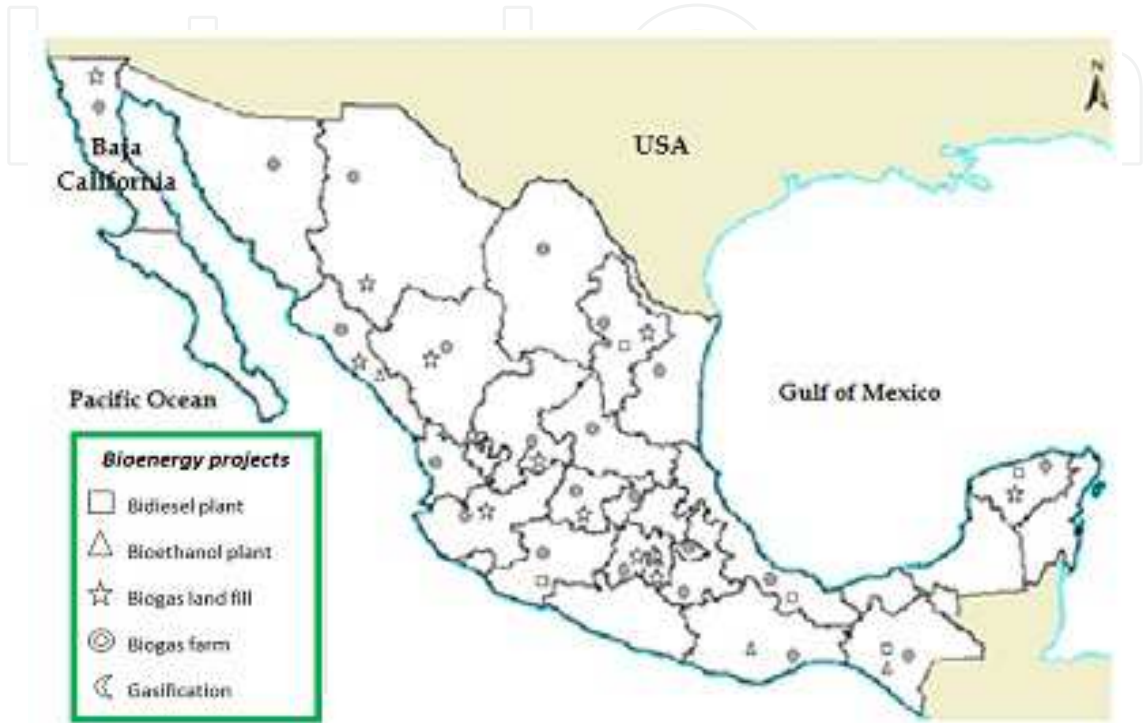 N
USA
Baja
California
Gulf of Mexico
Pacific Ocean
Bioenergy projects
Bidiesel plant
Bioethanol plant
Biogas land fill
Biogas farm
Gasification